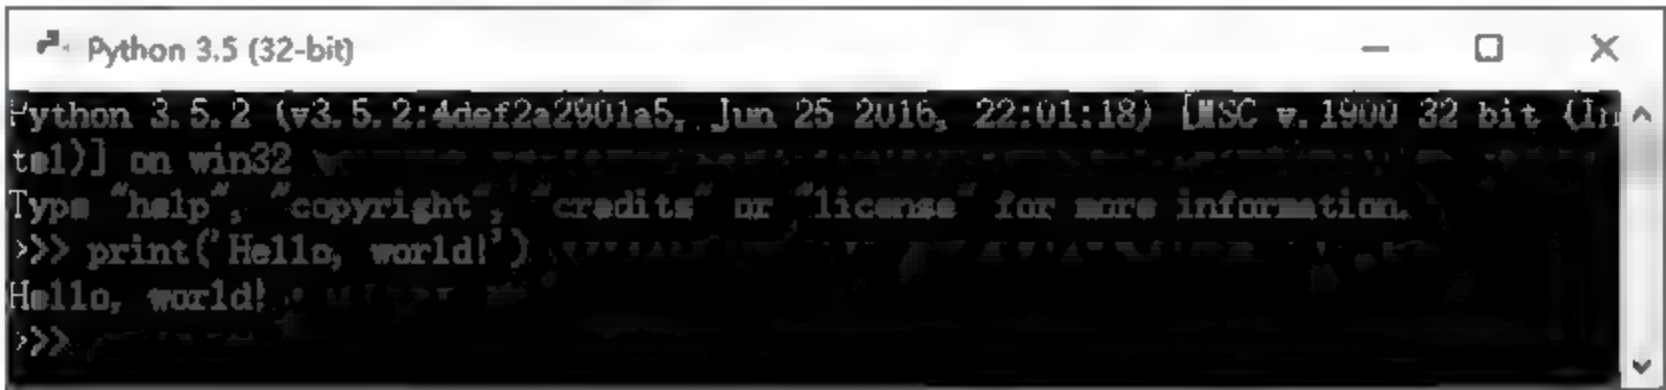 Python 3.5 (32-bit)
Python 3.5.2 (v3.5.2:4def2a2901a5, Jun 25 2016, 22:01:18) [MSC v.1900 32 bit (In
tel)] on win32
Type "help", "copyright", "credits" or "license" for more information.
>>> print('Hello, world!')
Hello, world!
>>>